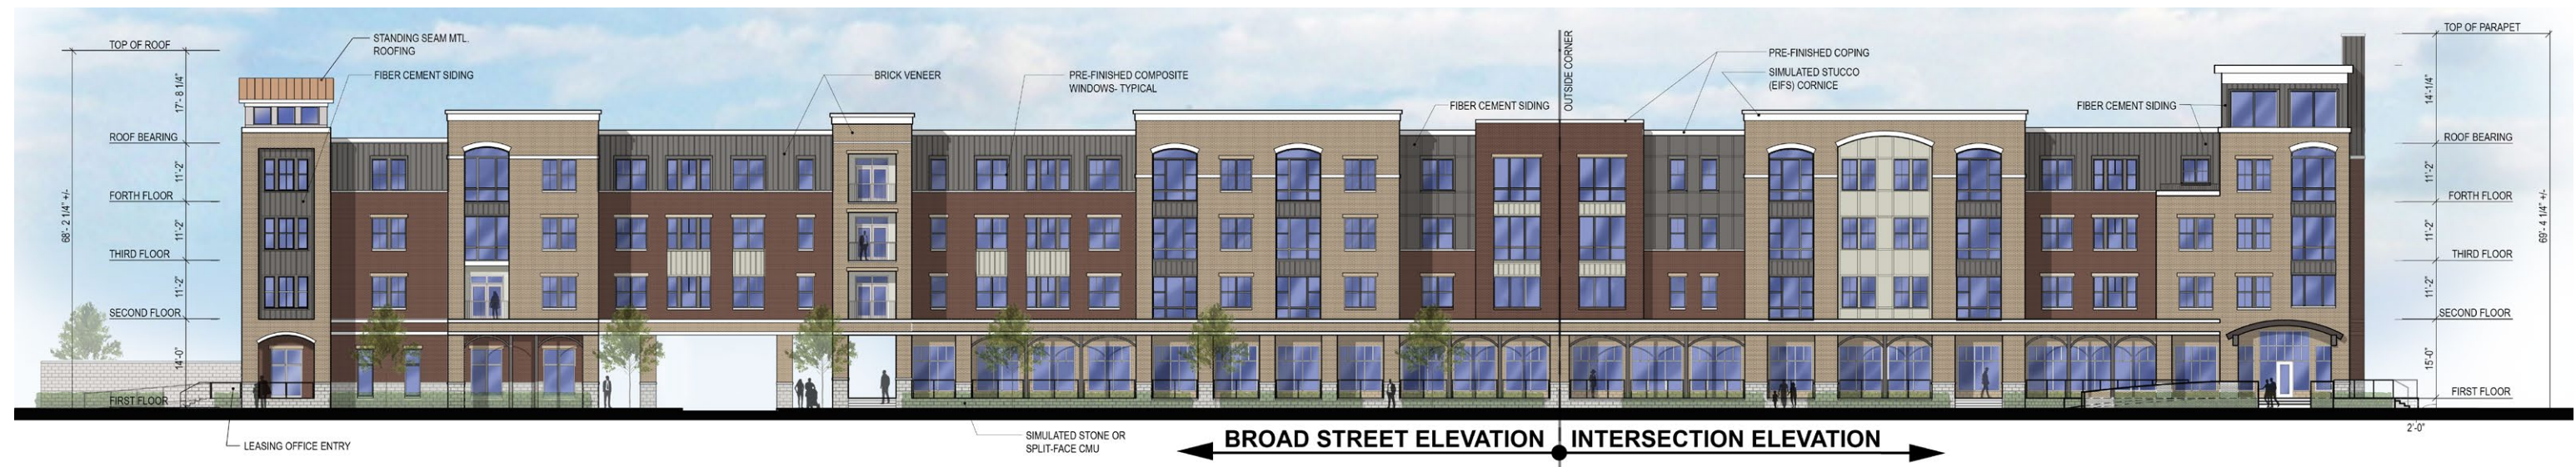 TOP OF ROOF
17'- 8 1/4"
ROOF BEARING
11'-2"
FORTH FLOOR
11'-2"
THIRD FLOOR
11'-2"
SECOND FLOOR
14'-0"
FIRST FLOOR
68'- 2 1/4" +/-
STANDING SEAM MTL.
ROOFING
FIBER CEMENT SIDING
BRICK VENEER
PRE-FINISHED COMPOSITE
WINDOWS- TYPICAL
FIBER CEMENT SIDING
OUTSIDE CORNER
PRE-FINISHED COPING
SIMULATED STUCCO
(EIFS) CORNICE
FIBER CEMENT SIDING
TOP OF PARAPET
14'-1/4"
ROOF BEARING
11'-2"
FORTH FLOOR
11'-2"
THIRD FLOOR
11'-2"
SECOND FLOOR
15'-0"
FIRST FLOOR
69'- 4 1/4" +/-
2'-0"
LEASING OFFICE ENTRY
SIMULATED STONE OR
SPLIT-FACE CMU
BROAD STREET ELEVATION
INTERSECTION ELEVATION